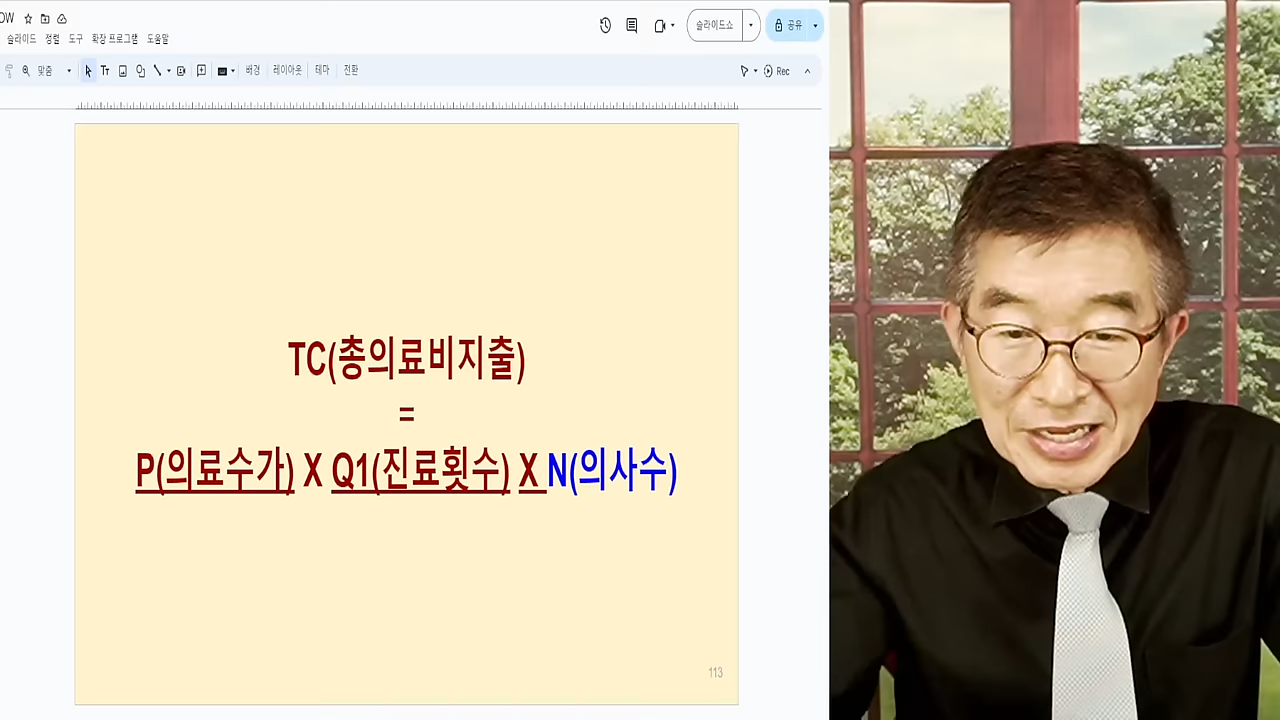 OW
슬라이드 정렬 도구 확장 프로그램 도움말
슬라이드쇼
공유
맞춤
배경 레이아웃 테마 전환
Rec
TC(총의료비지출)
=
P(의료수가) X Q1(진료횟수) X N(의사수)
113